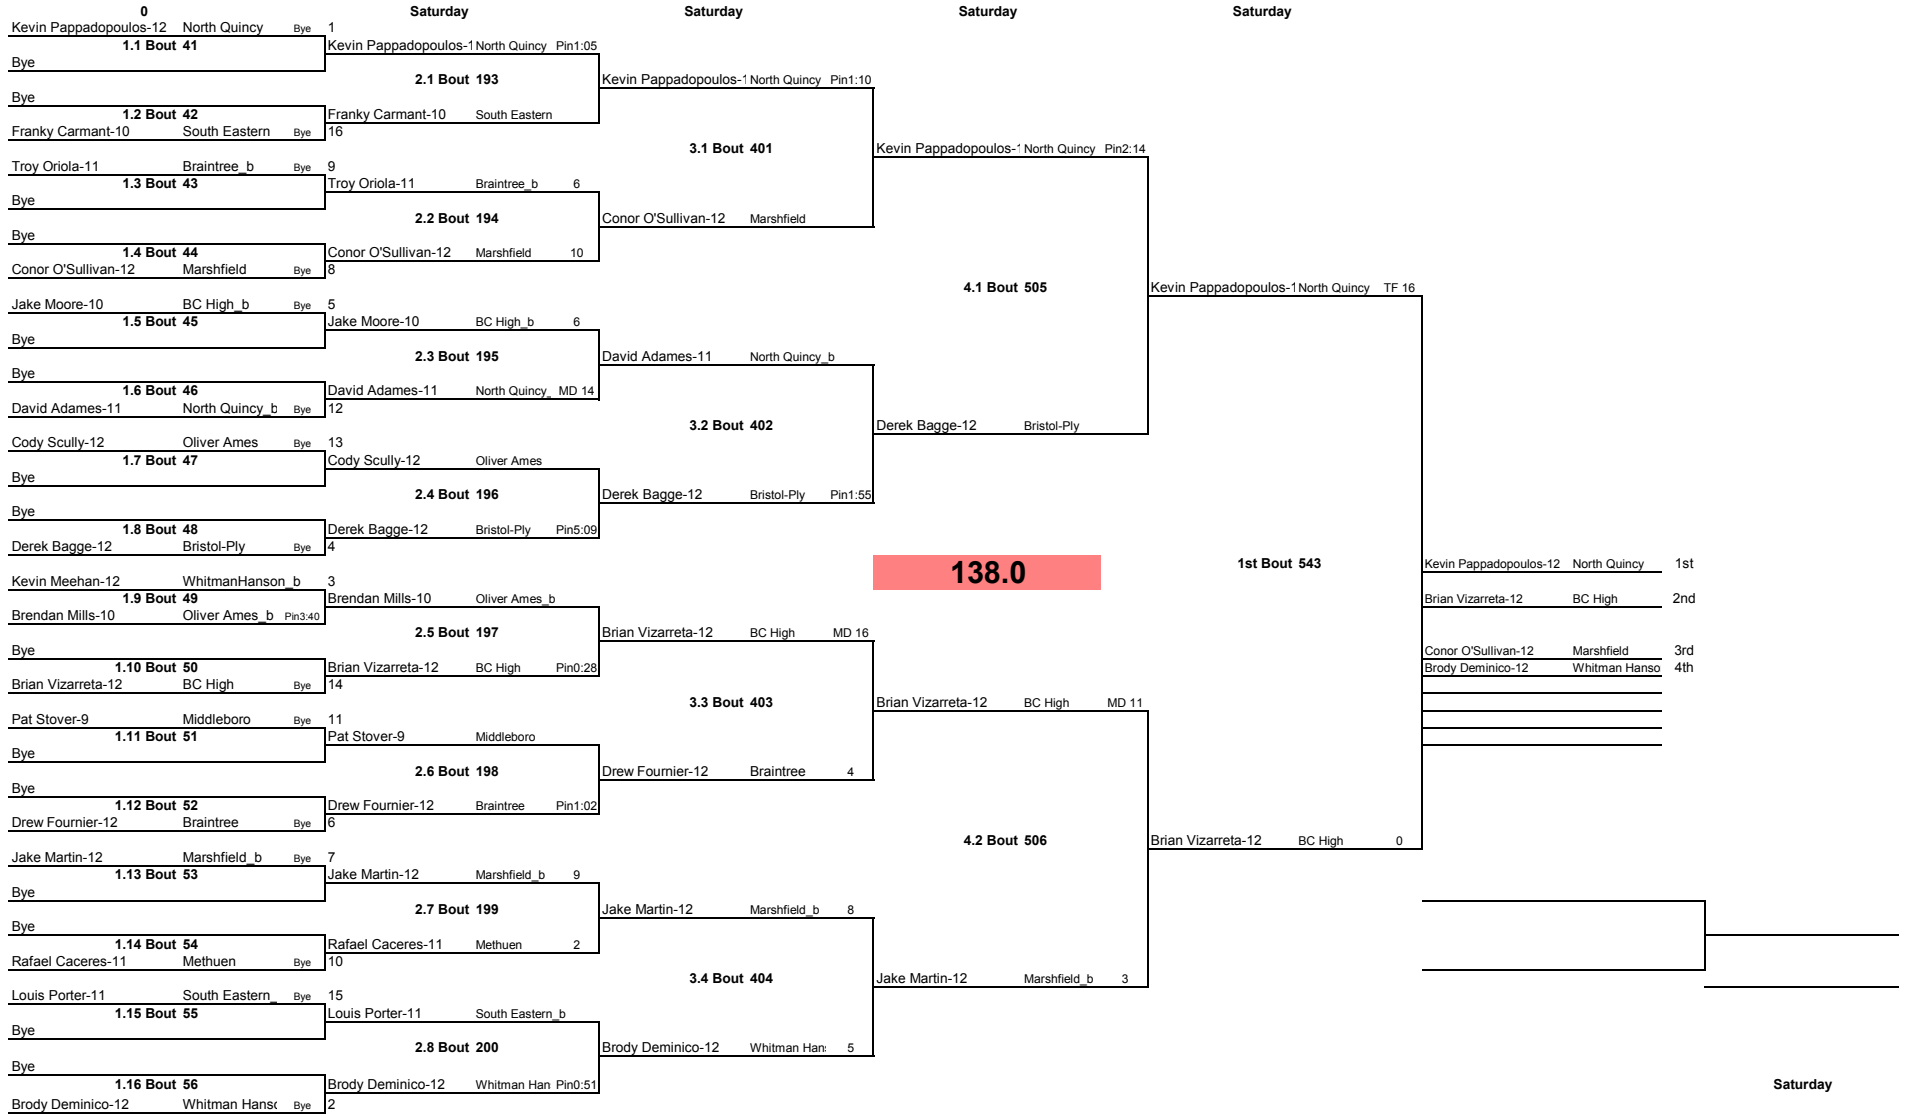 0 Saturday Saturday Saturday Saturday
Kevin Pappadopoulos-12 North Quincy Bye 1
1.1 Bout 41 Kevin Pappadopoulos-1 North Quincy Pin1:05
Bye
2.1 Bout 193 Kevin Pappadopoulos-1 North Quincy Pin1:10
Bye
1.2 Bout 42 Franky Carmant-10 South Eastern
Franky Carmant-10 South Eastern Bye 16
3.1 Bout 401 Kevin Pappadopoulos-1 North Quincy Pin2:14
Troy Oriola-11 Braintree_b Bye 9
1.3 Bout 43 Troy Oriola-11 Braintree_b 6
Bye
2.2 Bout 194 Conor O'Sullivan-12 Marshfield
Bye
1.4 Bout 44 Conor O'Sullivan-12 Marshfield 10
Conor O'Sullivan-12 Marshfield Bye 8
4.1 Bout 505 Kevin Pappadopoulos-1 North Quincy TF 16
Jake Moore-10 BC High_b Bye 5
1.5 Bout 45 Jake Moore-10 BC High_b 6
Bye
2.3 Bout 195 David Adames-11 North Quincy_b
Bye
1.6 Bout 46 David Adames-11 North Quincy_ MD 14
David Adames-11 North Quincy_b Bye 12
3.2 Bout 402 Derek Bagge-12 Bristol-Ply
Cody Scully-12 Oliver Ames Bye 13
1.7 Bout 47 Cody Scully-12 Oliver Ames
Bye
2.4 Bout 196 Derek Bagge-12 Bristol-Ply Pin1:55
Bye
1.8 Bout 48 Derek Bagge-12 Bristol-Ply Pin5:09
Derek Bagge-12 Bristol-Ply Bye 4
138.0 1st Bout 543 Kevin Pappadopoulos-12 North Quincy 1st
Kevin Meehan-12 WhitmanHanson_b 3
1.9 Bout 49 Brendan Mills-10 Oliver Ames_b
Brian Vizarreta-12 BC High 2nd
Brendan Mills-10 Oliver Ames_b Pin3:40
2.5 Bout 197 Brian Vizarreta-12 BC High MD 16
Bye
Conor O'Sullivan-12 Marshfield 3rd
1.10 Bout 50 Brian Vizarreta-12 BC High Pin0:28
Brody Deminico-12 Whitman Hanso 4th
Brian Vizarreta-12 BC High Bye 14
3.3 Bout 403 Brian Vizarreta-12 BC High MD 11
Pat Stover-9 Middleboro Bye 11
1.11 Bout 51 Pat Stover-9 Middleboro
Bye
2.6 Bout 198 Drew Fournier-12 Braintree 4
Bye
1.12 Bout 52 Drew Fournier-12 Braintree Pin1:02
Drew Fournier-12 Braintree Bye 6
4.2 Bout 506 Brian Vizarreta-12 BC High 0
Jake Martin-12 Marshfield_b Bye 7
1.13 Bout 53 Jake Martin-12 Marshfield_b 9
Bye
2.7 Bout 199 Jake Martin-12 Marshfield_b 8
Bye
1.14 Bout 54 Rafael Caceres-11 Methuen 2
Rafael Caceres-11 Methuen Bye 10
3.4 Bout 404 Jake Martin-12 Marshfield_b 3
Louis Porter-11 South Eastern_ Bye 15
1.15 Bout 55 Louis Porter-11 South Eastern_b
Bye
2.8 Bout 200 Brody Deminico-12 Whitman Han 5
Bye
1.16 Bout 56 Brody Deminico-12 Whitman Han Pin0:51 Saturday
Brody Deminico-12 Whitman Hans Bye 2